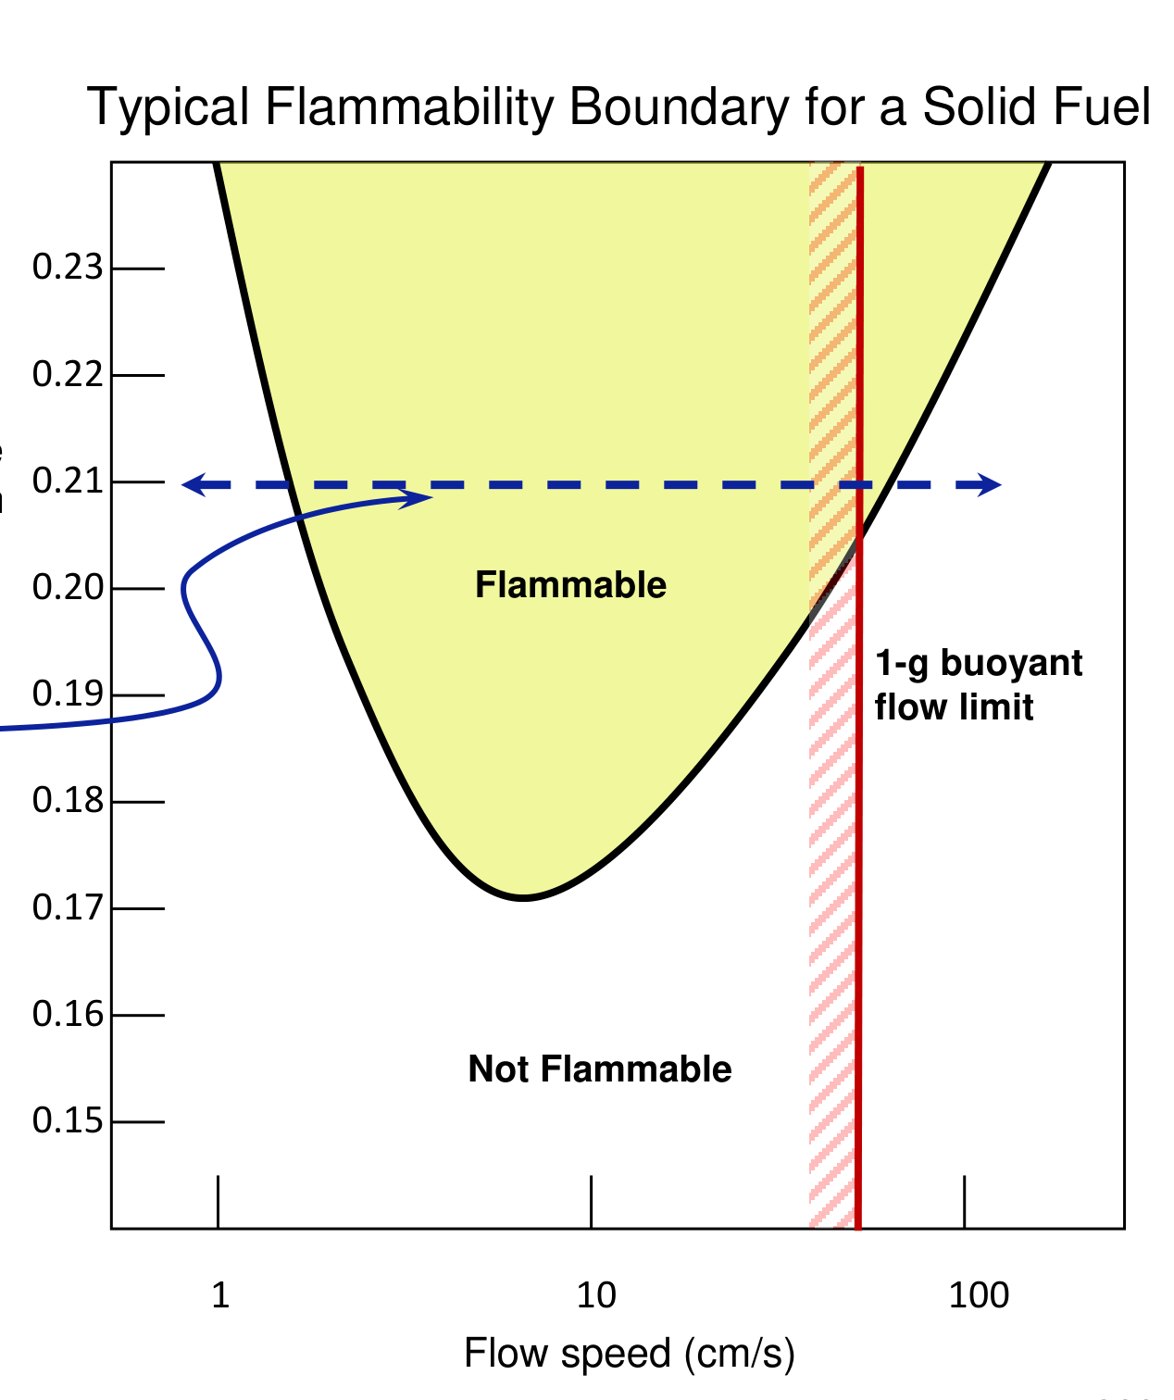 Typical Flammability Boundary for a Solid Fuel
0.23
0.22
0.21
0.20
0.19
0.18
0.17
0.16
0.15
Flammable
1-g buoyant
flow limit
Not Flammable
1
10
100
Flow speed (cm/s)